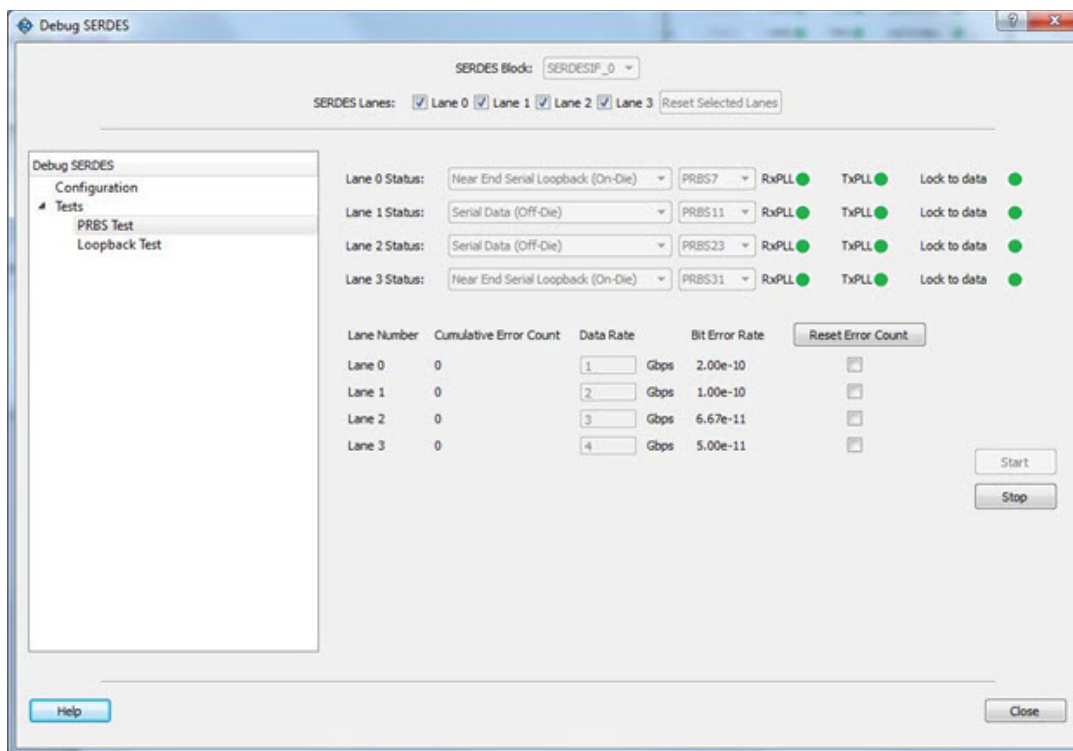 Debug SERDES
SERDES Block: SERDESIF_0
SERDES Lanes: Lane 0 Lane 1 Lane 2 Lane 3 Reset Selected Lanes
Debug SERDES
Configuration
Tests
PRBS Test
Loopback Test
Lane 0 Status: Near End Serial Loopback (On-Die) PRBS7 RxPLL TxPLL Lock to data
Lane 1 Status: Serial Data (Off-Die) PRBS11 RxPLL TxPLL Lock to data
Lane 2 Status: Serial Data (Off-Die) PRBS23 RxPLL TxPLL Lock to data
Lane 3 Status: Near End Serial Loopback (On-Die) PRBS31 RxPLL TxPLL Lock to data
Lane Number Cumulative Error Count Data Rate Bit Error Rate Reset Error Count
Lane 0 0 1 Gbps 2.00e-10
Lane 1 0 2 Gbps 1.00e-10
Lane 2 0 3 Gbps 6.67e-11
Lane 3 0 4 Gbps 5.00e-11
Start
Stop
Help
Close